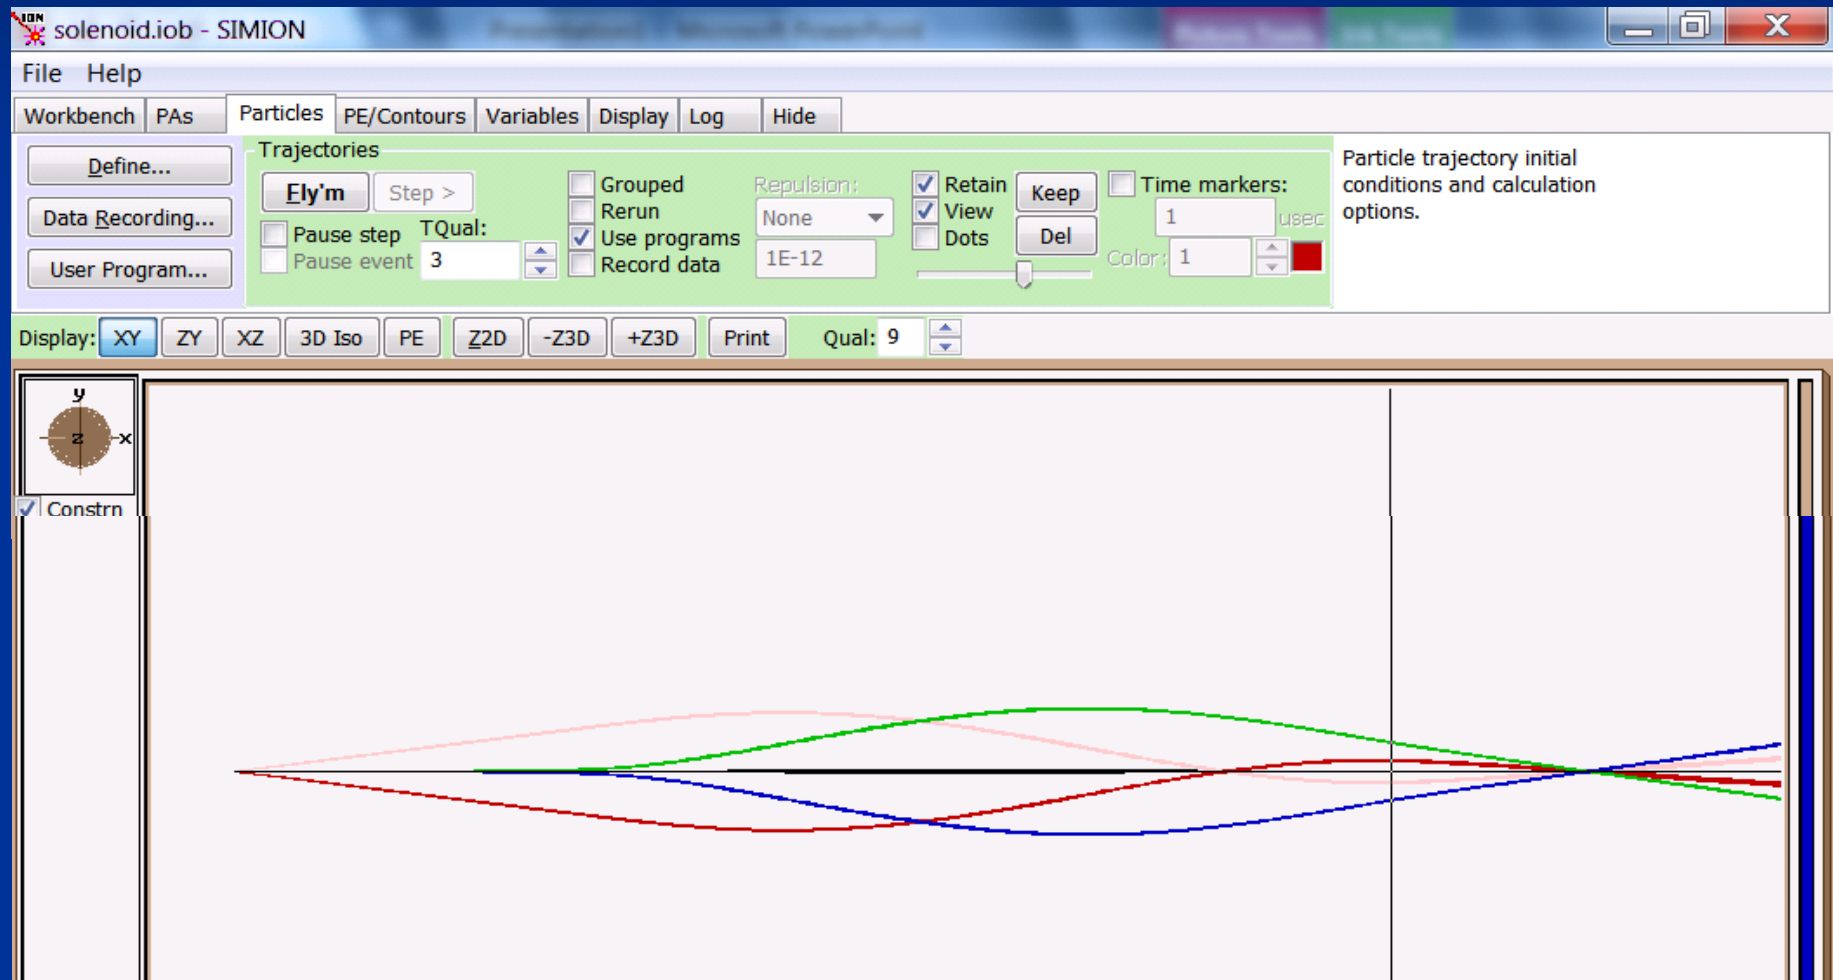 ION
solenoid.iob - SIMION
File Help
Workbench PAs Particles PE/Contours Variables Display Log Hide
Define...
Data Recording...
User Program...
Trajectories
Fly'm Step >
Pause step
Pause event
TQual:
3
Grouped
Rerun
Use programs
Record data
Repulsion:
None
1E-12
Retain
View
Dots
Keep
Del
Time markers:
1 usec
Color: 1
Particle trajectory initial
conditions and calculation
options.
Display: XY ZY XZ 3D Iso PE Z2D -Z3D +Z3D Print Qual: 9
y
z x
Constrn